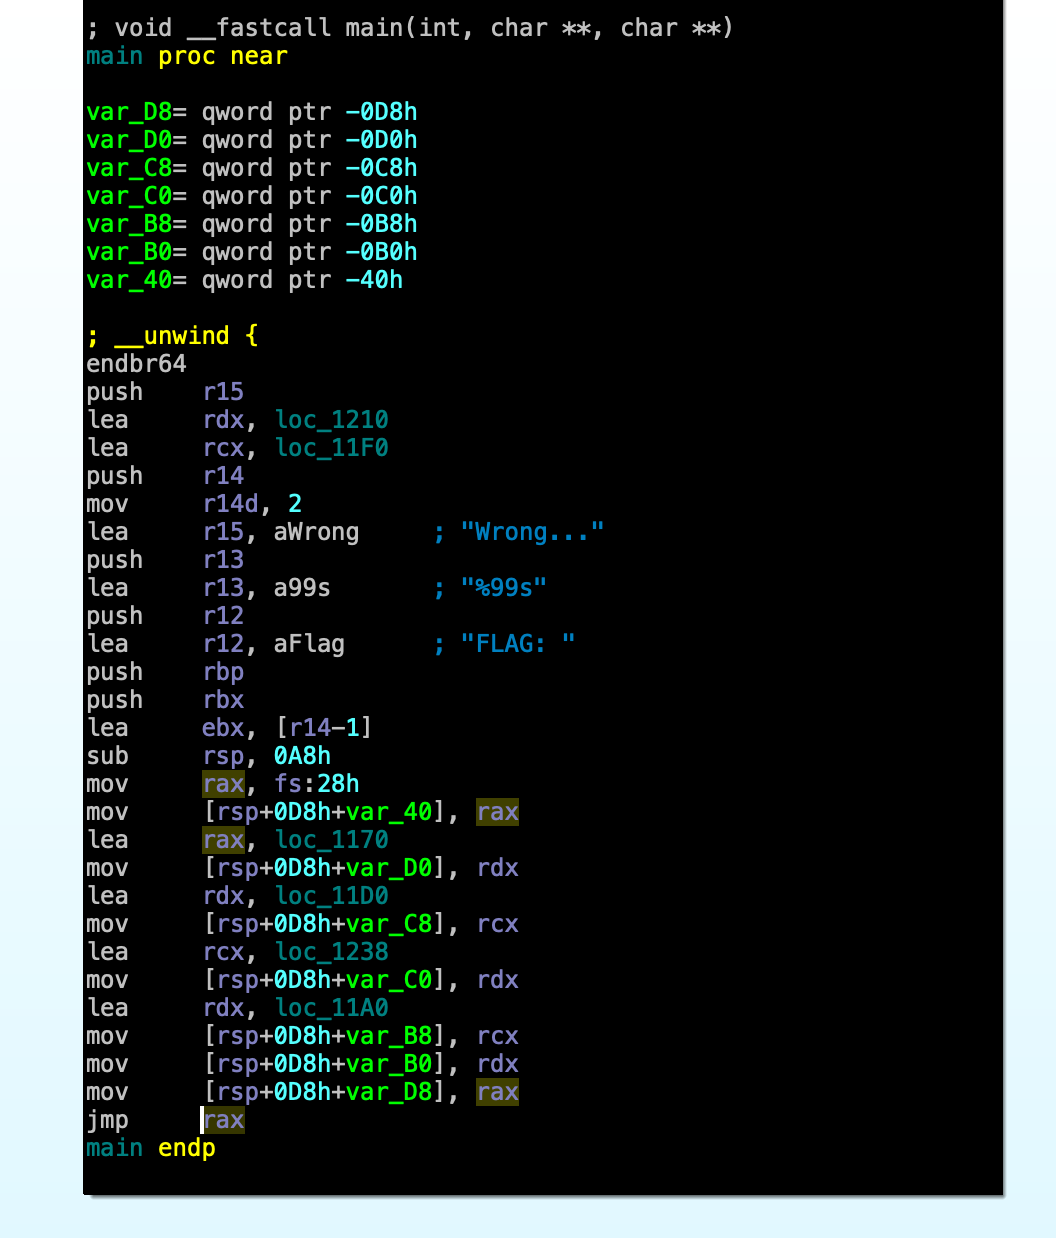 ; void __fastcall main(int, char **, char **)
main proc near
var_D8= qword ptr -0D8h
var_D0= qword ptr -0D0h
var_C8= qword ptr -0C8h
var_C0= qword ptr -0C0h
var_B8= qword ptr -0B8h
var_B0= qword ptr -0B0h
var_40= qword ptr -40h
; __unwind {
endbr64
push r15
lea rdx, loc_1210
lea rcx, loc_11F0
push r14
mov r14d, 2
lea r15, aWrong ; "Wrong..."
push r13
lea r13, a99s ; "%99s"
push r12
lea r12, aFlag ; "FLAG: "
push rbp
push rbx
lea ebx, [r14-1]
sub rsp, 0A8h
mov rax, fs:28h
mov [rsp+0D8h+var_40], rax
lea rax, loc_1170
mov [rsp+0D8h+var_D0], rdx
lea rdx, loc_11D0
mov [rsp+0D8h+var_C8], rcx
lea rcx, loc_1238
mov [rsp+0D8h+var_C0], rdx
lea rdx, loc_11A0
mov [rsp+0D8h+var_B8], rcx
mov [rsp+0D8h+var_B0], rdx
mov [rsp+0D8h+var_D8], rax
jmp rax
main endp